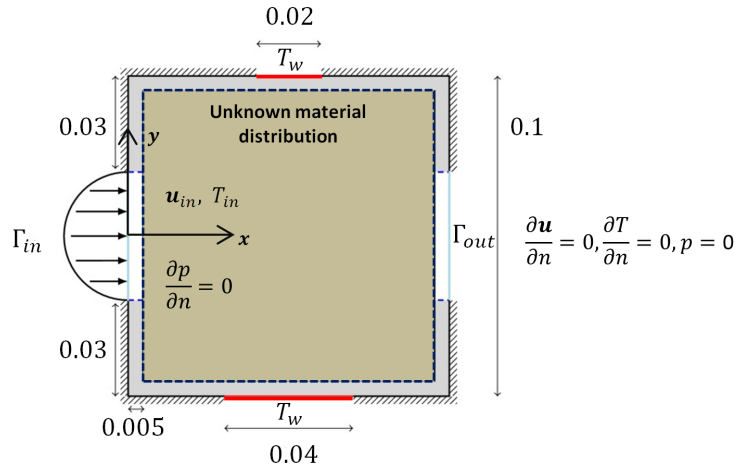 0.02
T_w
Unknown material
distribution
0.03
0.1
y
u_in, T_in
Γ_in
x
Γ_out
∂u/∂n = 0, ∂T/∂n = 0, p = 0
∂p/∂n = 0
0.03
0.005
T_w
0.04